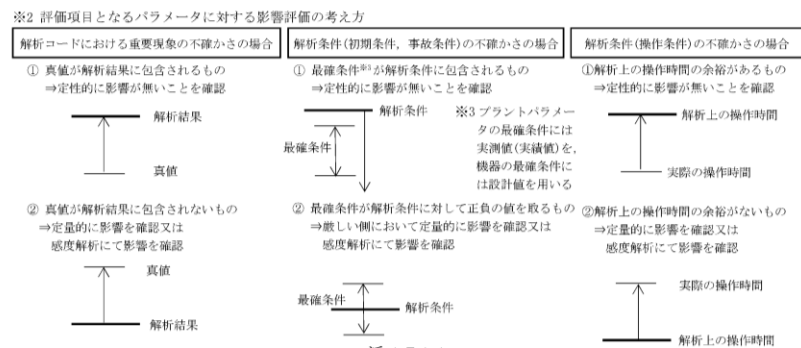 ※2 評価項目となるパラメータに対する影響評価の考え方
解析コードにおける重要現象の不確かさの場合
① 真値が解析結果に包含されるもの
⇒定性的に影響が無いことを確認
解析結果
真値
② 真値が解析結果に包含されないもの
⇒定量的に影響を確認又は
感度解析にて影響を確認
真値
解析結果
解析条件(初期条件,事故条件)の不確かさの場合
① 最確条件※3が解析条件に包含されるもの
⇒定性的に影響が無いことを確認
解析条件
最確条件
※3 プラントパラメ
ータの最確条件には
実測値(実績値)を,
機器の最確条件に
は設計値を用いる
② 最確条件が解析条件に対して正負の値を取るもの
⇒厳しい側において定量的に影響を確認又は
感度解析にて影響を確認
最確条件
解析条件
解析条件(操作条件)の不確かさの場合
①解析上の操作時間の余裕があるもの
⇒定性的に影響が無いことを確認
解析上の操作時間
実際の操作時間
②解析上の操作時間の余裕がないもの
⇒定量的に影響を確認又は
感度解析にて影響を確認
実際の操作時間
解析上の操作時間